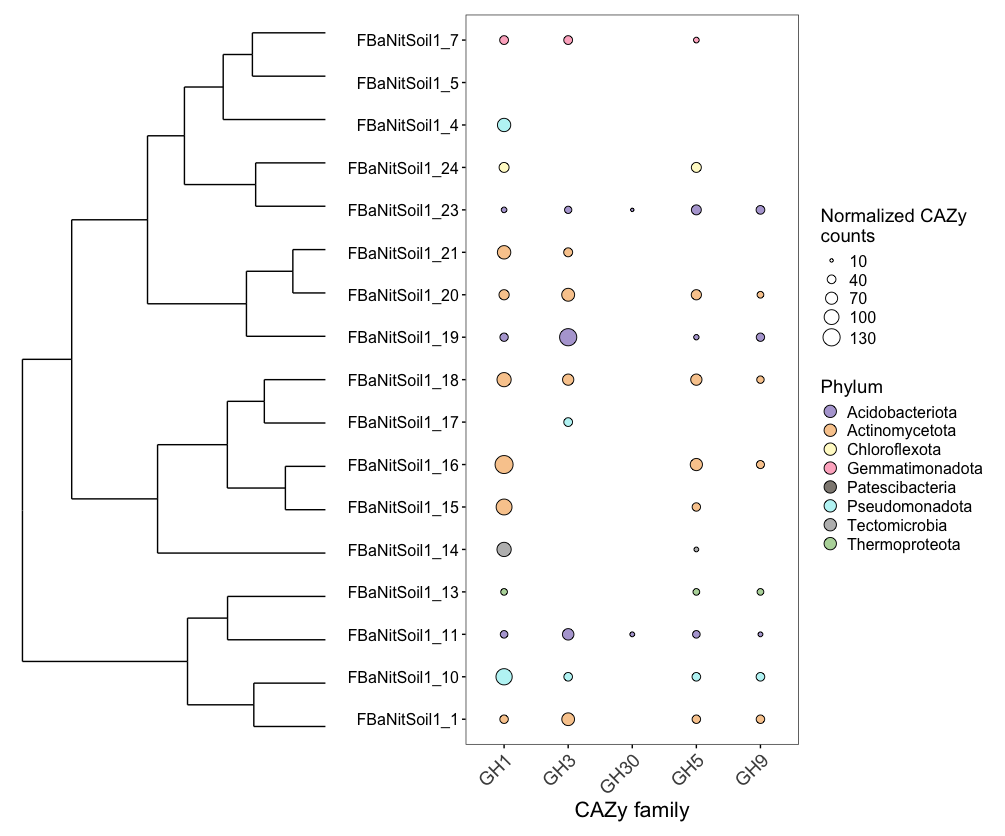 FBaNitSoil1_7
FBaNitSoil1_5
FBaNitSoil1_4
FBaNitSoil1_24
FBaNitSoil1_23
FBaNitSoil1_21
FBaNitSoil1_20
FBaNitSoil1_19
FBaNitSoil1_18
FBaNitSoil1_17
FBaNitSoil1_16
FBaNitSoil1_15
FBaNitSoil1_14
FBaNitSoil1_13
FBaNitSoil1_11
FBaNitSoil1_10
FBaNitSoil1_1
GH1
GH3
GH30
GH5
GH9
CAZy family
Normalized CAZy
counts
10
40
70
100
130
Phylum
Acidobacteriota
Actinomycetota
Chloroflexota
Gemmatimonadota
Patescibacteria
Pseudomonadota
Tectomicrobia
Thermoproteota